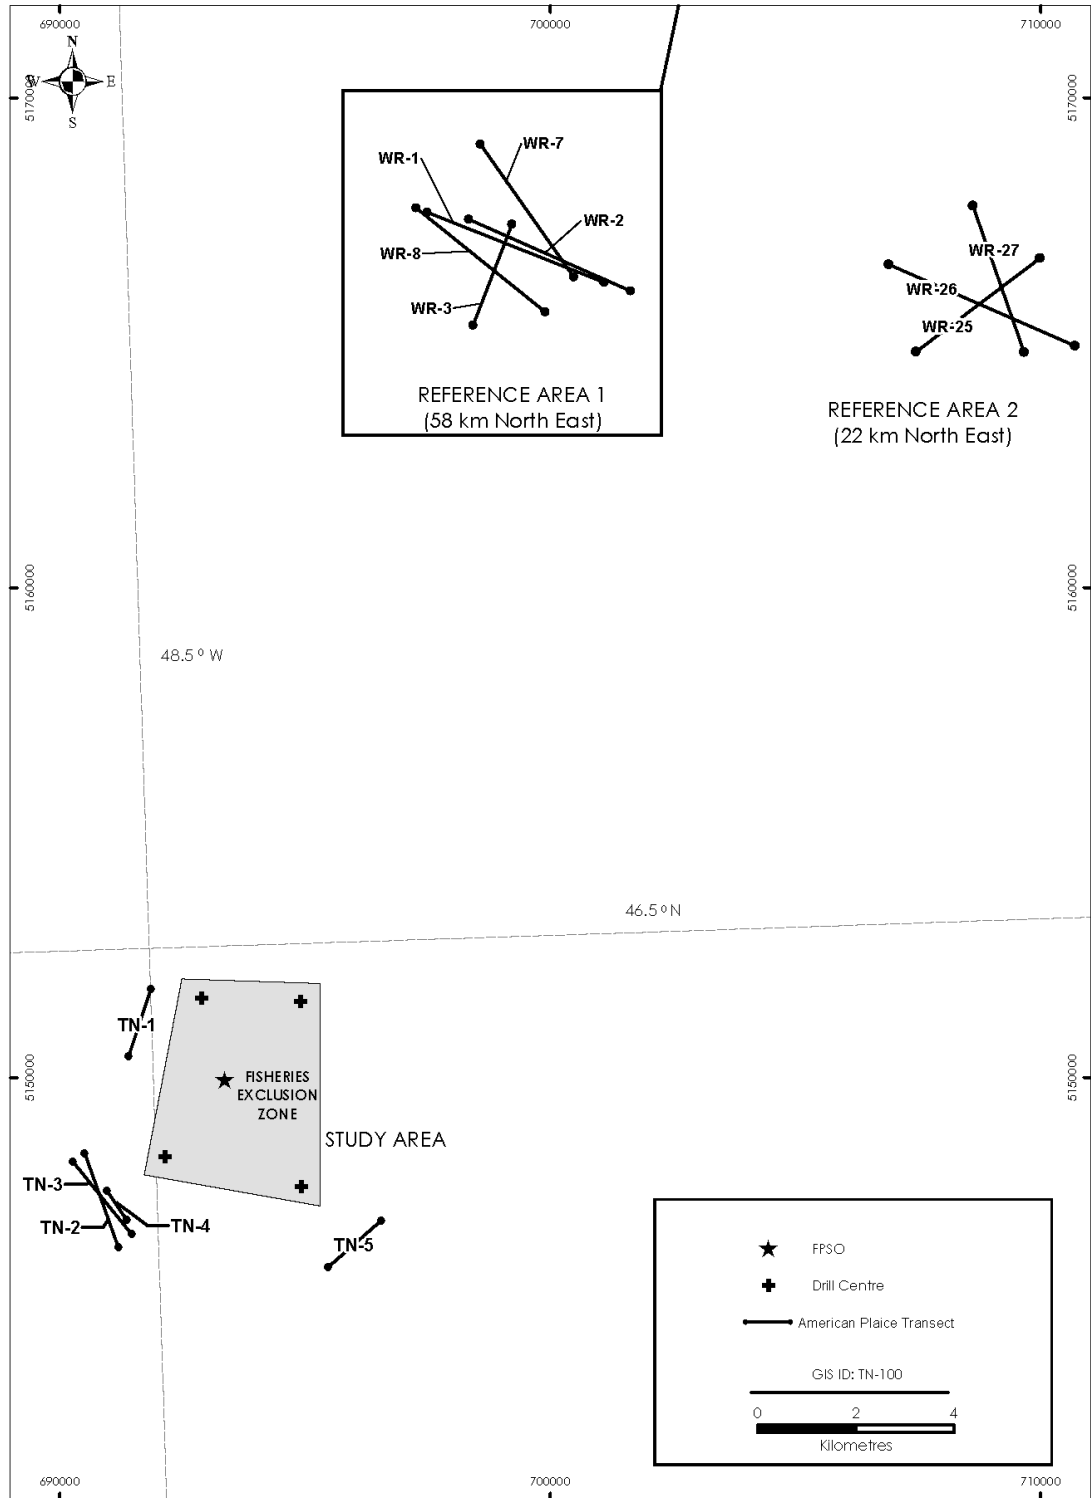 690000
700000
710000
N
W
E
S
5170000
5170000
WR-7
WR-1
WR-2
WR-8
WR-3
REFERENCE AREA 1
(58 km North East)
WR-27
WR-26
WR-25
REFERENCE AREA 2
(22 km North East)
5160000
5160000
48.5° W
46.5°N
TN-1
5150000
5150000
FISHERIES
EXCLUSION
ZONE
STUDY AREA
TN-3
TN-2
TN-4
TN-5
FPSO
Drill Centre
American Plaice Transect
GIS ID: TN-100
0 2 4
Kilometres
690000
700000
710000